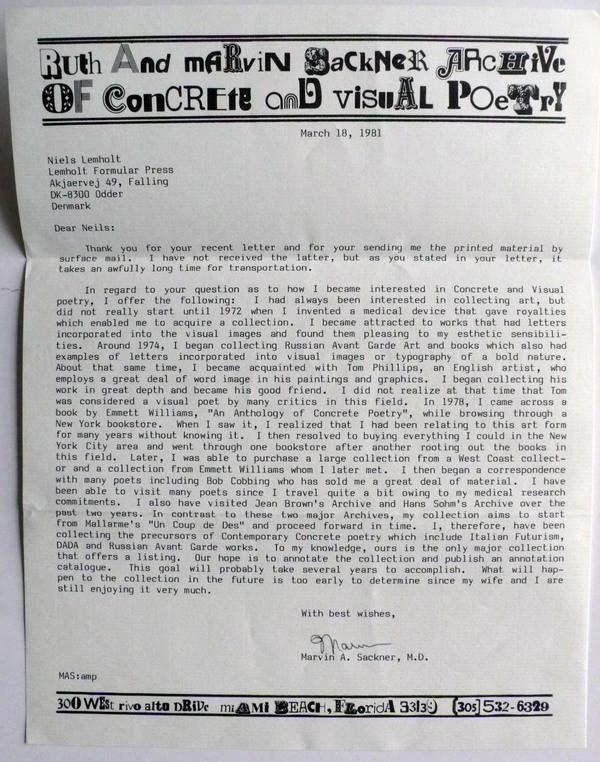 Ruth And mARviN SackNeR ARcHiVe
OF ConCREte anD visuAL POeTrY
March 18, 1981
Niels Lemholt
Lemholt Formular Press
Akjaervej 49, Falling
DK-8300 Odder
Denmark
Dear Neils:
Thank you for your recent letter and for your sending me the printed material by
surface mail. I have not received the latter, but as you stated in your letter, it
takes an awfully long time for transportation.
In regard to your question as to how I became interested in Concrete and Visual
poetry, I offer the following: I had always been interested in collecting art, but
did not really start until 1972 when I invented a medical device that gave royalties
which enabled me to acquire a collection. I became attracted to works that had letters
incorporated into the visual images and found them pleasing to my esthetic sensibili-
ties. Around 1974, I began collecting Russian Avant Garde Art and books which also had
examples of letters incorporated into visual images or typography of a bold nature.
About that same time, I became acquainted with Tom Phillips, an English artist, who
employs a great deal of word image in his paintings and graphics. I began collecting his
work in great depth and became his good friend. I did not realize at that time that Tom
was considered a visual poet by many critics in this field. In 1978, I came across a
book by Emmett Williams, "An Anthology of Concrete Poetry", while browsing through a
New York bookstore. When I saw it, I realized that I had been relating to this art form
for many years without knowing it. I then resolved to buying everything I could in the New
York City area and went through one bookstore after another rooting out the books in
this field. Later, I was able to purchase a large collection from a West Coast collect-
or and a collection from Emmett Williams whom I later met. I then began a correspondence
with many poets including Bob Cobbing who has sold me a great deal of material. I have
been able to visit many poets since I travel quite a bit owing to my medical research
commitments. I also have visited Jean Brown's Archive and Hans Sohm's Archive over the
past two years. In contrast to these two major Archives, my collection aims to start
from Mallarme's "Un Coup de Des" and proceed forward in time. I, therefore, have been
collecting the precursors of Contemporary Concrete poetry which include Italian Futurism,
DADA and Russian Avant Garde works. To my knowledge, ours is the only major collection
that offers a listing. Our hope is to annotate the collection and publish an annotation
catalogue. This goal will probably take several years to accomplish. What will hap-
pen to the collection in the future is too early to determine since my wife and I are
still enjoying it very much.
With best wishes,
Marvin
Marvin A. Sackner, M.D.
MAS:amp
300 WEst rivo alto DRiVe miAMi BEACH, FLoridA 33139 (305) 532-6329